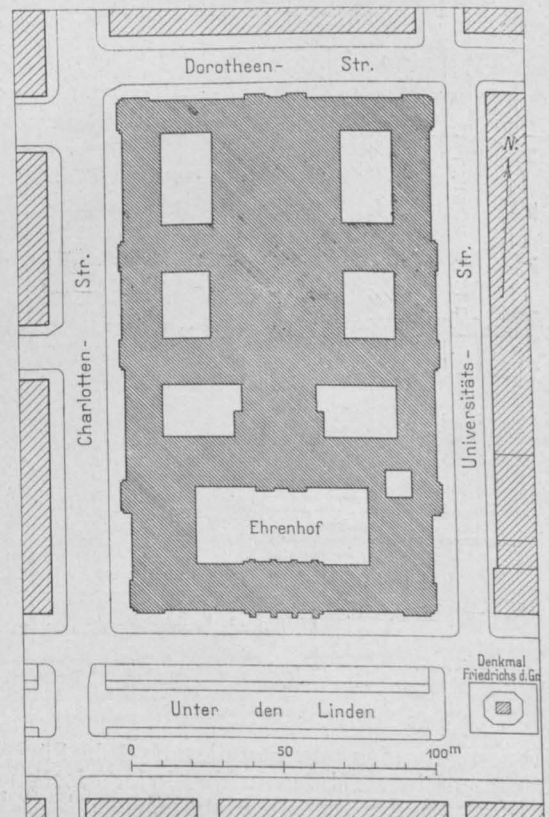 Dorotheen- Str.
N.
Charlotten- Str.
Universitäts- Str.
Ehrenhof
Denkmal
Friedrichs d. Gr.
Unter den Linden
0 50 100m